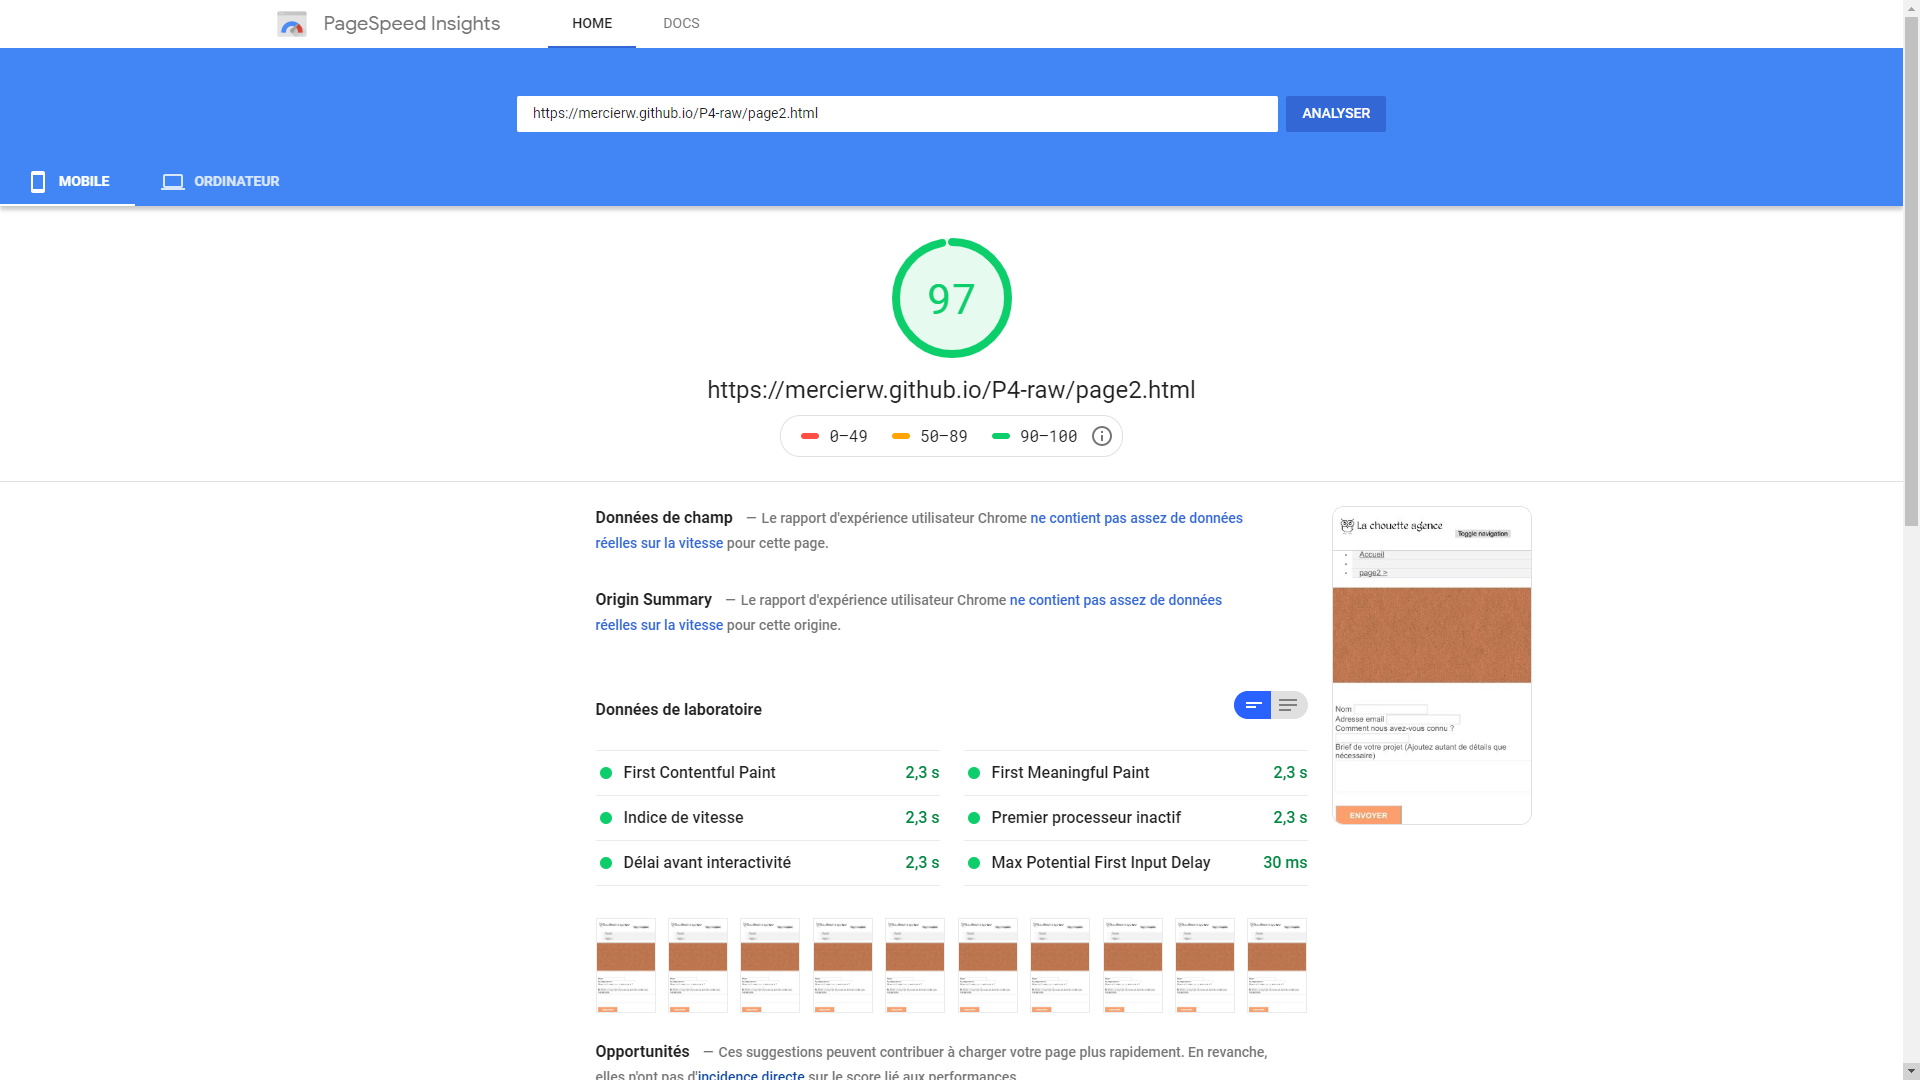 PageSpeed Insights
HOME
DOCS
https://mercierw.github.io/P4-raw/page2.html
ANALYSER
MOBILE
ORDINATEUR
97
https://mercierw.github.io/P4-raw/page2.html
0–49
50–89
90–100
Données de champ — Le rapport d'expérience utilisateur Chrome ne contient pas assez de données
réelles sur la vitesse pour cette page.
Origin Summary — Le rapport d'expérience utilisateur Chrome ne contient pas assez de données
réelles sur la vitesse pour cette origine.
La chouette agence
Toggle navigation
Accueil
page2 >
Nom
Adresse email
Comment nous avez-vous connu ?
Brief de votre projet (Ajoutez autant de détails que
nécessaire)
ENVOYER
Données de laboratoire
First Contentful Paint 2,3 s
First Meaningful Paint 2,3 s
Indice de vitesse 2,3 s
Premier processeur inactif 2,3 s
Délai avant interactivité 2,3 s
Max Potential First Input Delay 30 ms
Opportunités — Ces suggestions peuvent contribuer à charger votre page plus rapidement. En revanche,
elles n'ont pas d'incidence directe sur le score lié aux performances.